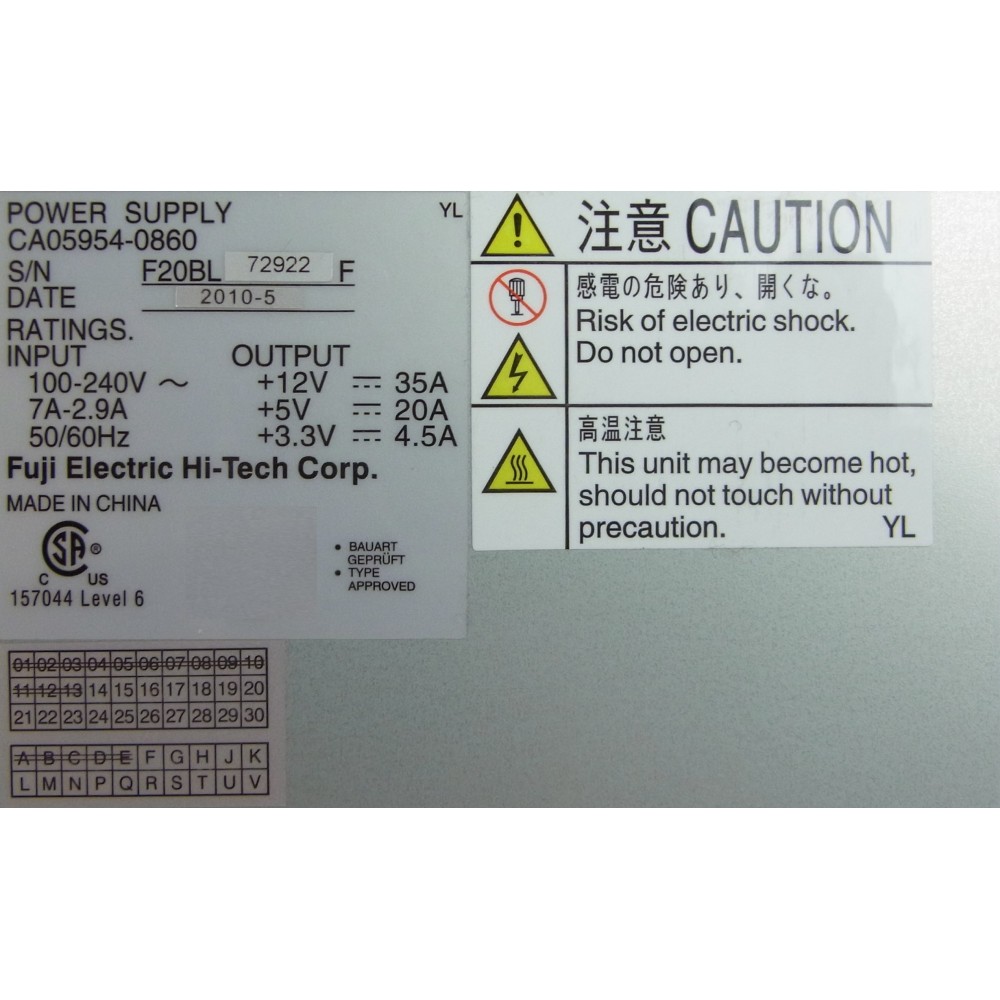 POWER SUPPLY YL
CA05954-0860
S/N F20BL 72922 F
DATE 2010-5
RATINGS.
INPUT OUTPUT
100-240V ～ +12V ⎓ 35A
7A-2.9A +5V ⎓ 20A
50/60Hz +3.3V ⎓ 4.5A
Fuji Electric Hi-Tech Corp.
MADE IN CHINA
SA ®
C US
157044 Level 6
• BAUART
GEPRÜFT
• TYPE
APPROVED
01 02 03 04 05 06 07 08 09 10
11 12 13 14 15 16 17 18 19 20
21 22 23 24 25 26 27 28 29 30
A B C D E F G H J K
L M N P Q R S T U V
注意 CAUTION
感電の危険あり、開くな。
Risk of electric shock.
Do not open.
高温注意
This unit may become hot,
should not touch without
precaution. YL